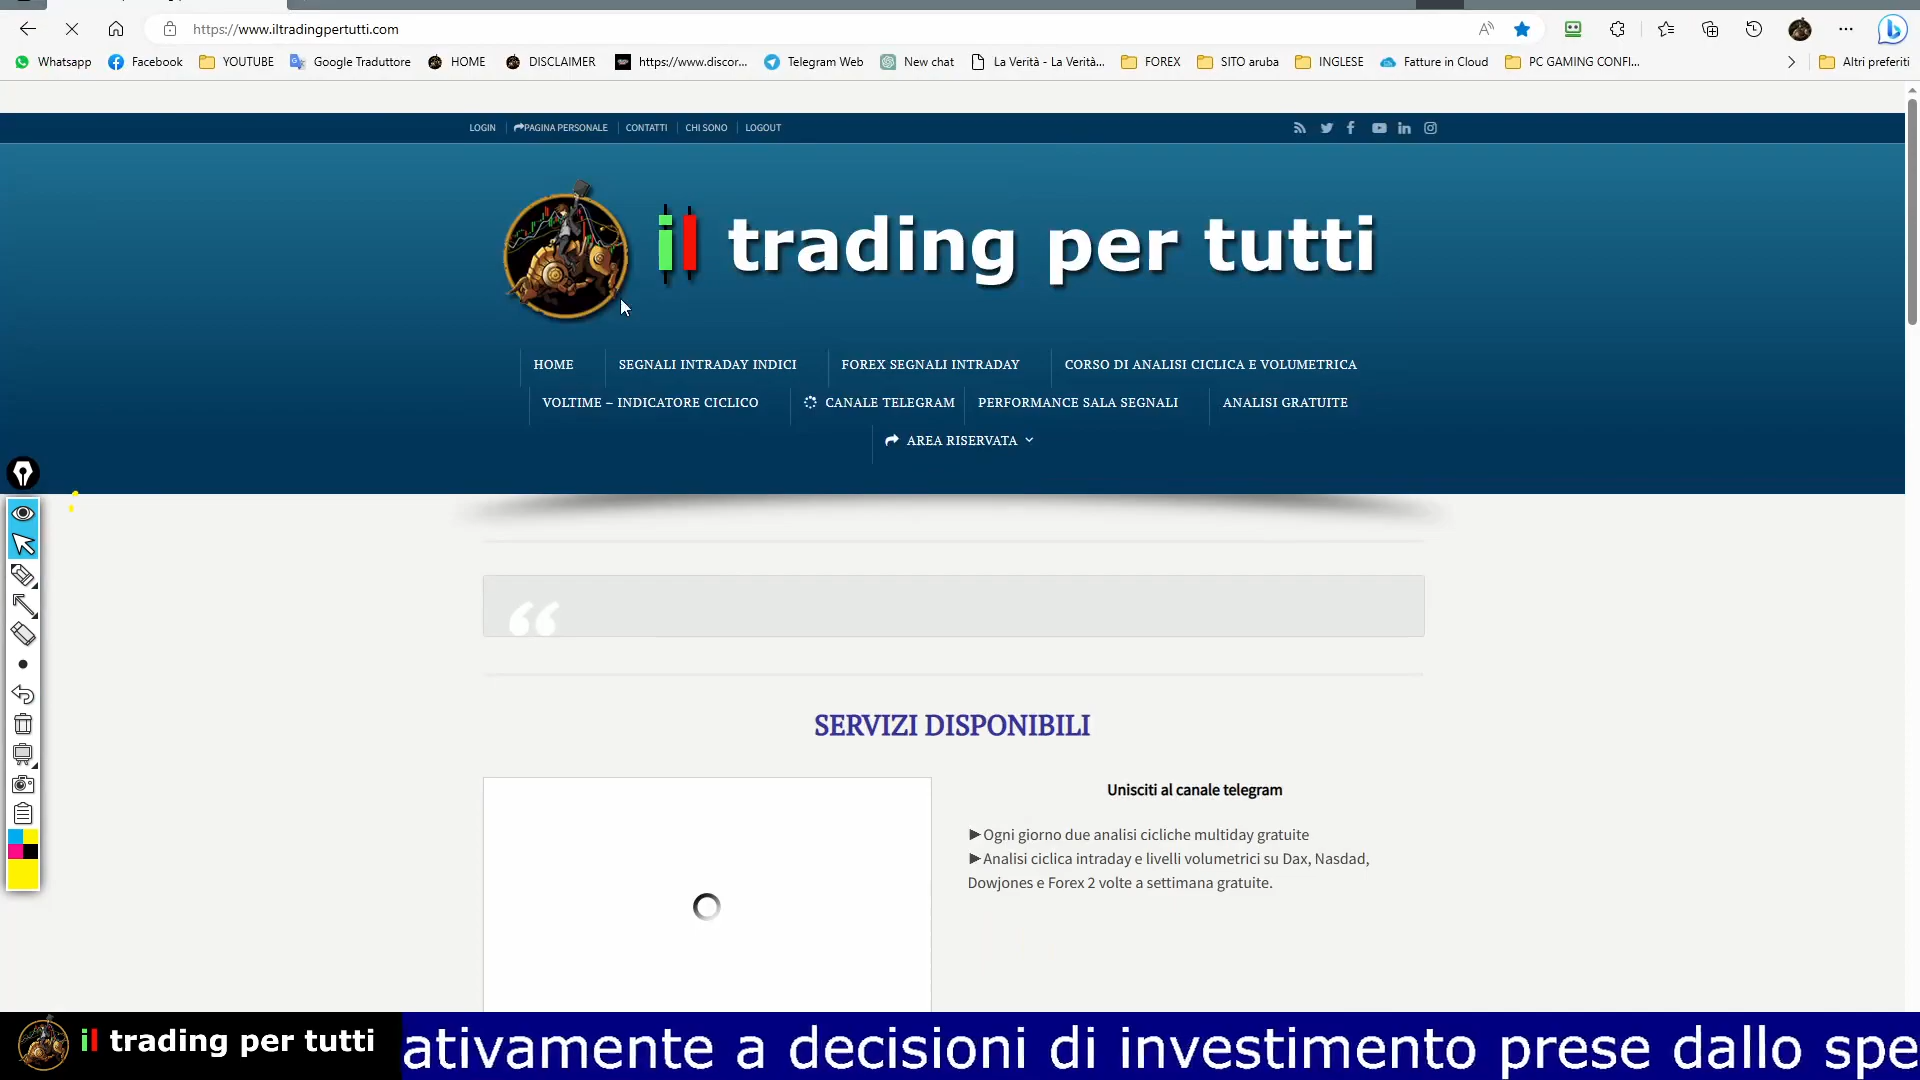 https://www.iltradingpertutti.com
Whatsapp Facebook YOUTUBE Google Traduttore HOME DISCLAIMER https://www.discor... Telegram Web New chat La Verità - La Verità... FOREX SITO aruba INGLESE Fatture in Cloud PC GAMING CONFI... Altri preferiti
LOGIN PAGINA PERSONALE CONTATTI CHI SONO LOGOUT
il trading per tutti
HOME SEGNALI INTRADAY INDICI FOREX SEGNALI INTRADAY CORSO DI ANALISI CICLICA E VOLUMETRICA
VOLTIME – INDICATORE CICLICO CANALE TELEGRAM PERFORMANCE SALA SEGNALI ANALISI GRATUITE
AREA RISERVATA
SERVIZI DISPONIBILI
Unisciti al canale telegram
►Ogni giorno due analisi cicliche multiday gratuite
►Analisi ciclica intraday e livelli volumetrici su Dax, Nasdad,
Dowjones e Forex 2 volte a settimana gratuite.
il trading per tutti
ativamente a decisioni di investimento prese dallo spe